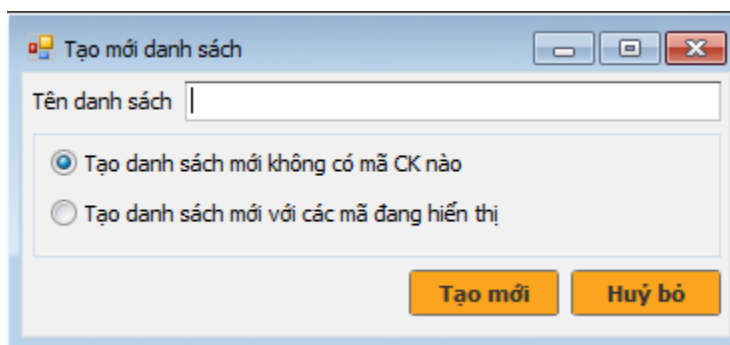 Tạo mới danh sách
Tên danh sách
Tạo danh sách mới không có mã CK nào
Tạo danh sách mới với các mã đang hiển thị
Tạo mới Huỷ bỏ